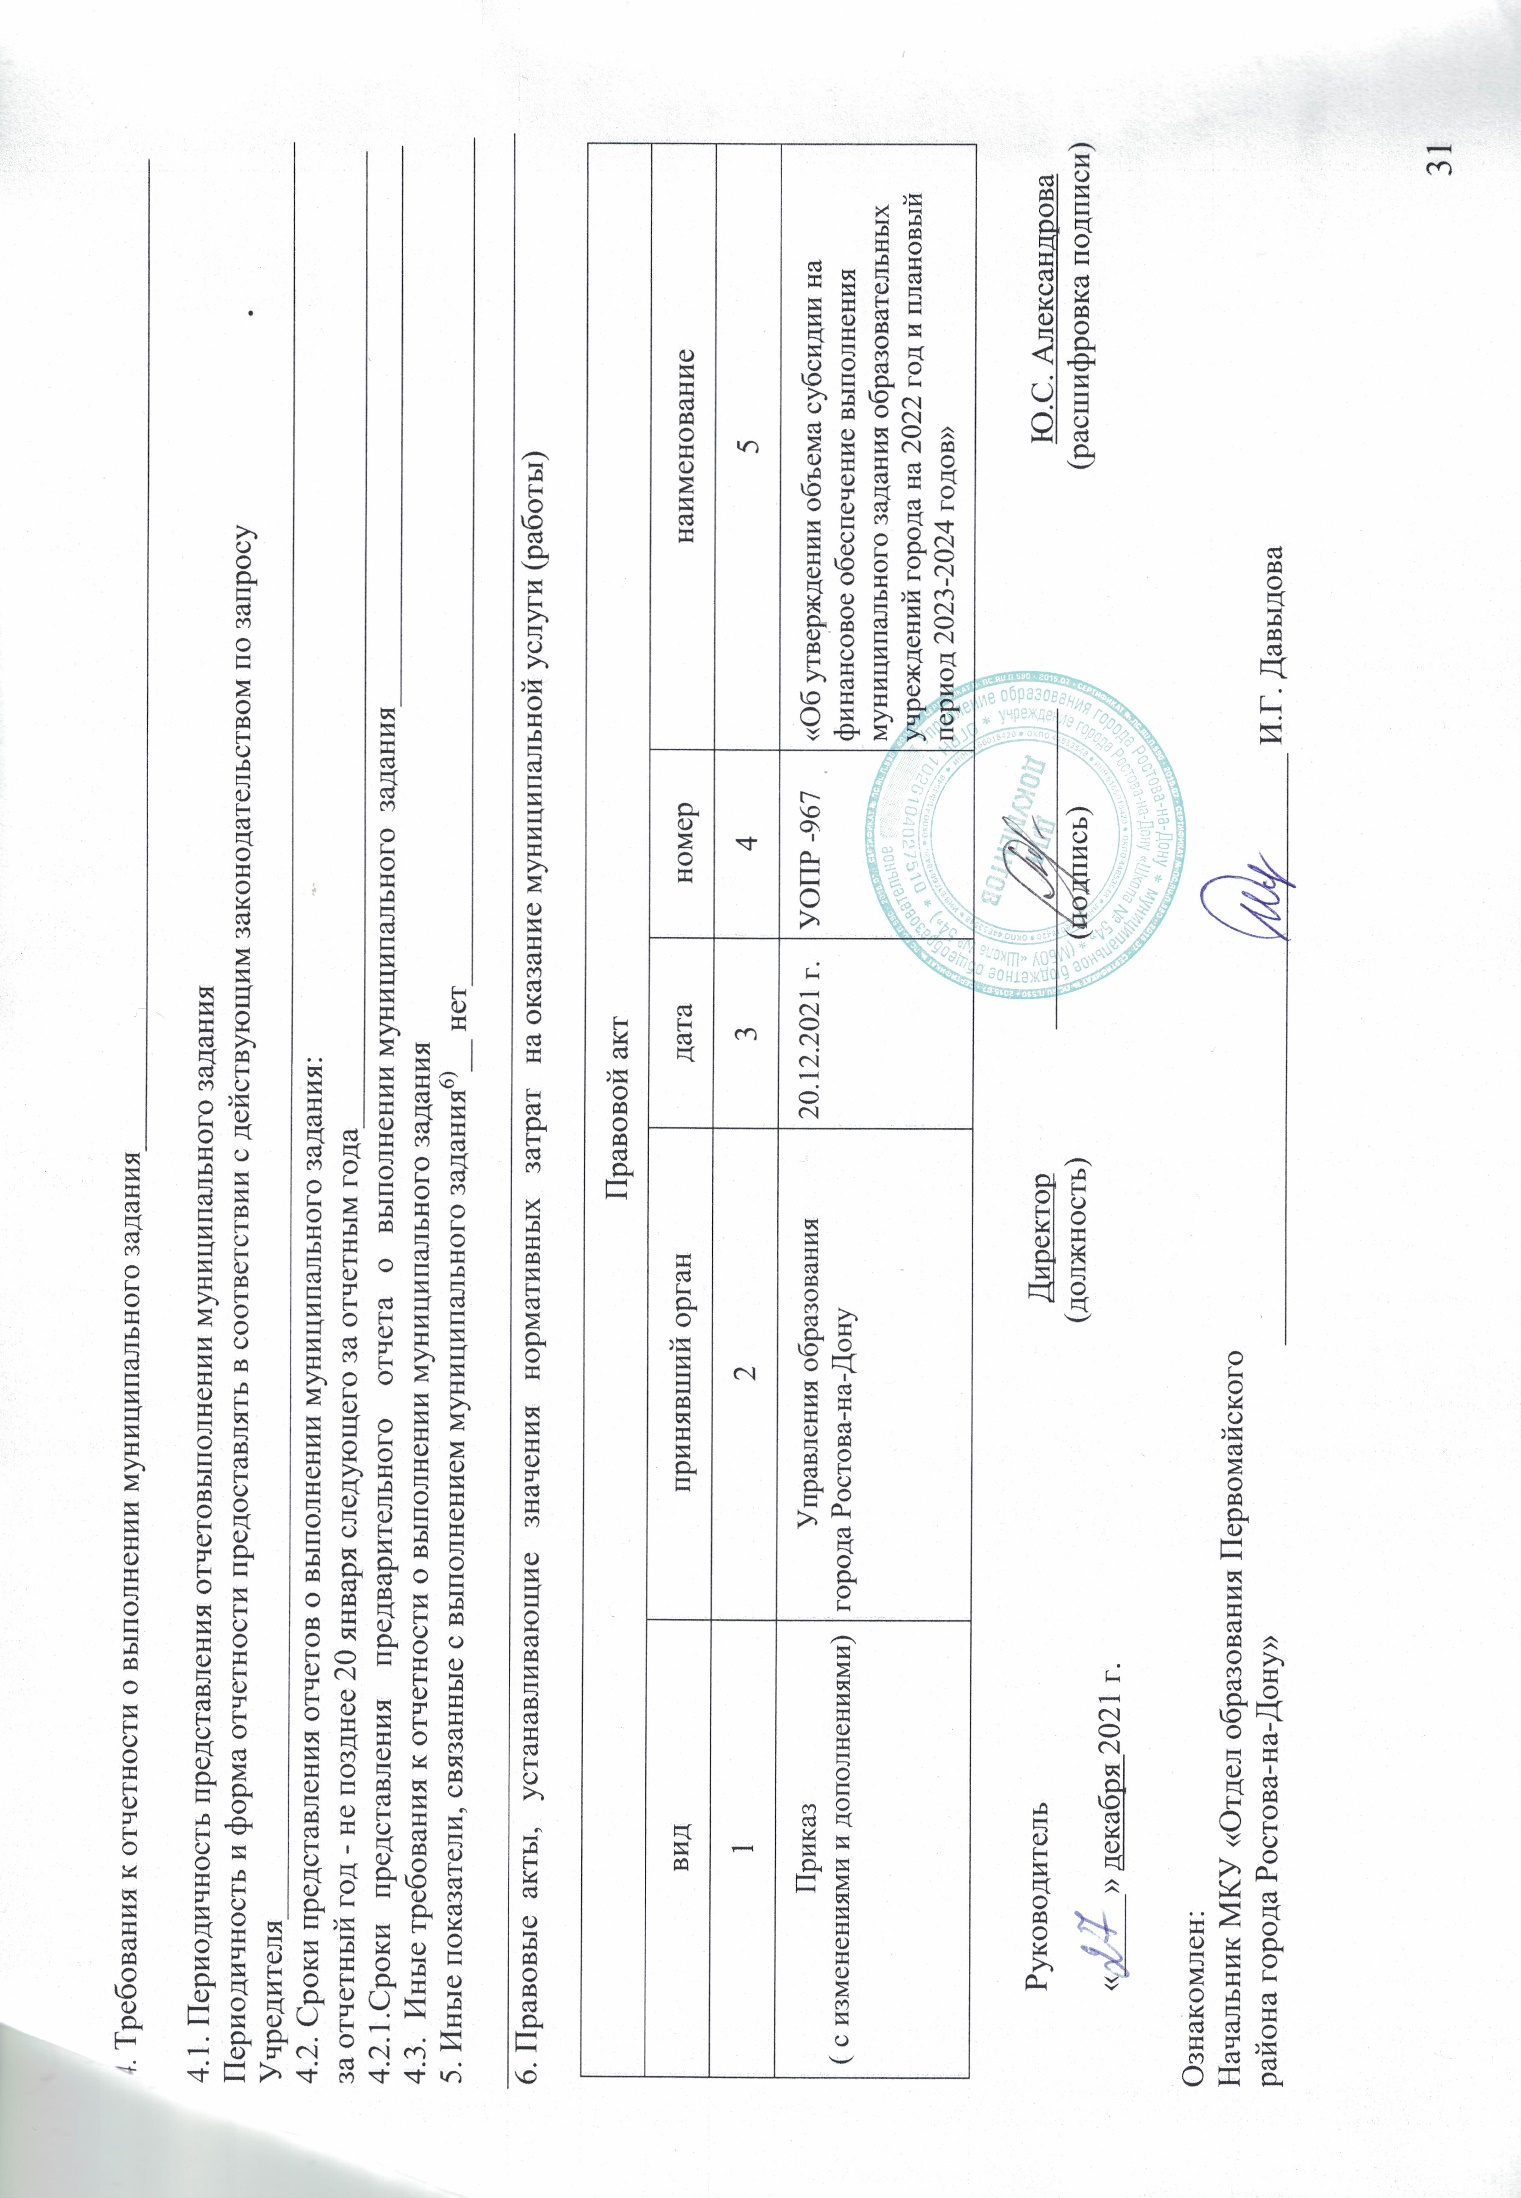 4. Требования к отчетности о выполнении муниципального задания
4.1. Периодичность представления отчетовыполнении муниципального задания
Периодичность и форма отчетности предоставлять в соответствии с действующим законодательством по запросу
Учредителя
4.2. Сроки представления отчетов о выполнении муниципального задания:
за отчетный год - не позднее 20 января следующего за отчетным года
4.2.1.Сроки представления предварительного отчета о выполнении муниципального задания
4.3. Иные требования к отчетности о выполнении муниципального задания
5. Иные показатели, связанные с выполнением муниципального задания6)__ нет
6. Правовые акты, устанавливающие значения нормативных затрат на оказание муниципальной услуги (работы)
Правовой акт
вид принявший орган дата номер наименование
1 2 3 4 5
Приказ
( с изменениями и дополнениями)
Управления образования
города Ростова-на-Дону
20.12.2021 г.
УОПР -967
«Об утверждении объема субсидии на
финансовое обеспечение выполнения
муниципального задания образовательных
учреждений города на 2022 год и плановый
период 2023-2024 годов»
Руководитель Директор Ю.С. Александрова
(должность) (подпись) (расшифровка подписи)
«27» декабря 2021 г.
Для
документов
Ознакомлен:
Начальник МКУ «Отдел образования Первомайского
района города Ростова-на-Дону» И.Г. Давыдова
31